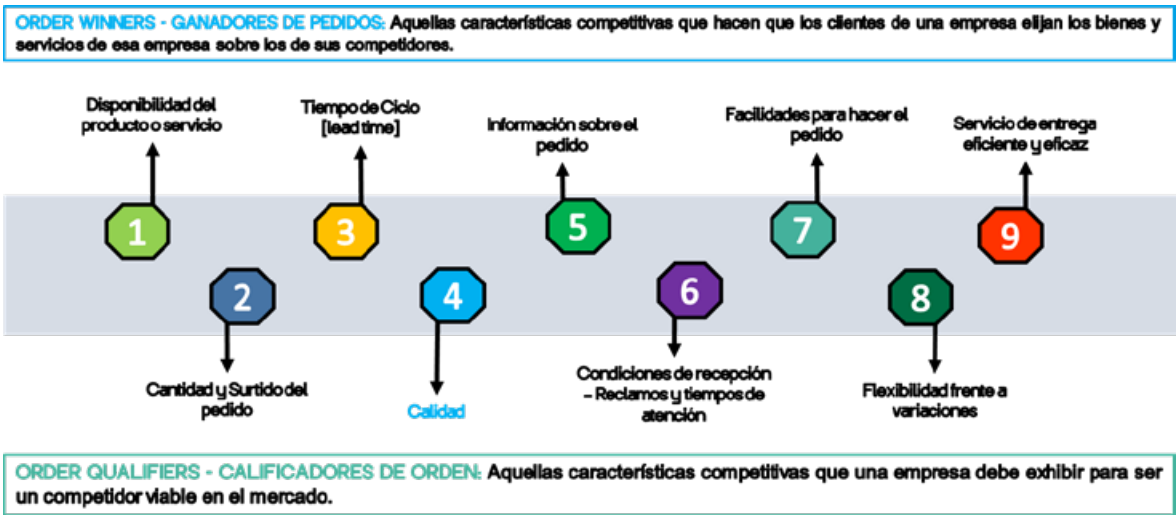 ORDER WINNERS - GANADORES DE PEDIDOS: Aquellas características competitivas que hacen que los clientes de una empresa elijan los bienes y
servicios de esa empresa sobre los de sus competidores.
Disponibilidad del
producto o servicio
Tiempo de Ciclo
[lead time]
Información sobre el
pedido
Facilidades para hacer el
pedido
Servicio de entrega
eficiente y eficaz
1
3
5
7
9
2
4
6
8
Cantidad y Surtido del
pedido
Calidad
Condiciones de recepción
– Reclamos y tiempos de
atención
Flexibilidad frente a
variaciones
ORDER QUALIFIERS - CALIFICADORES DE ORDEN: Aquellas características competitivas que una empresa debe exhibir para ser
un competidor viable en el mercado.